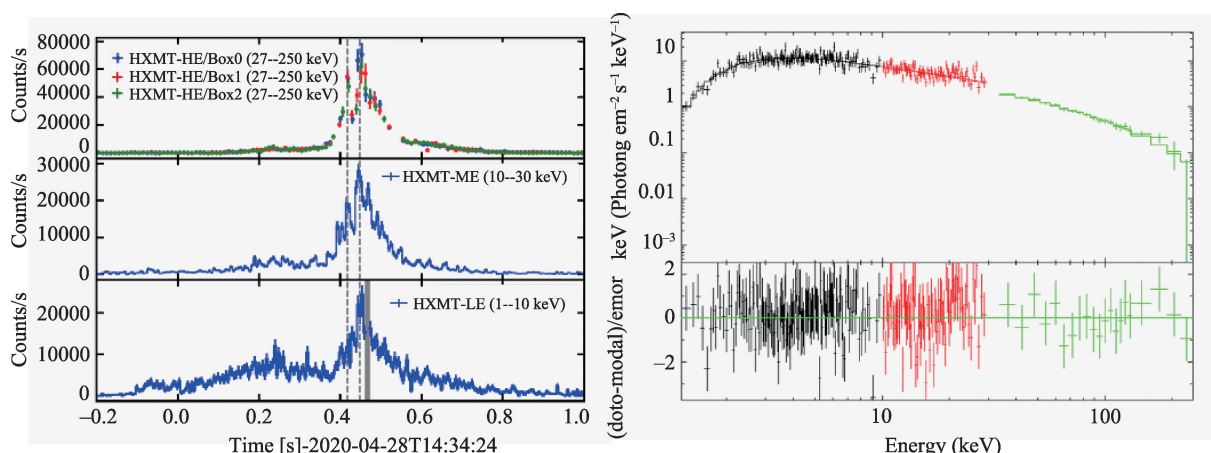 80000
60000
40000
20000
0
Counts/s
HXMT-HE/Box0 (27--250 keV)
HXMT-HE/Box1 (27--250 keV)
HXMT-HE/Box2 (27--250 keV)
30000
20000
10000
0
Counts/s
HXMT-ME (10--30 keV)
20000
10000
0
Counts/s
HXMT-LE (1--10 keV)
−0.2 0.0 0.2 0.4 0.6 0.8 1.0
Time [s]-2020-04-28T14:34:24
10
1
0.1
0.01
10⁻³
keV (Photong em⁻² s⁻¹ keV⁻¹)
2
0
−2
(doto-modal)/emor
10 100
Energy (keV)